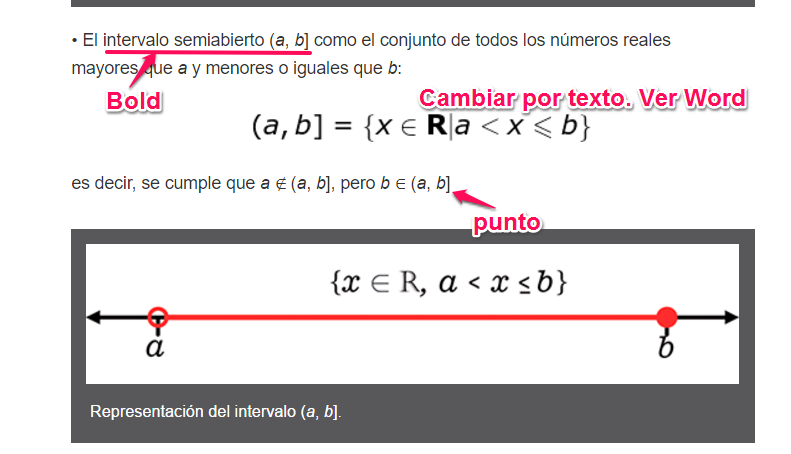 • El intervalo semiabierto (a, b] como el conjunto de todos los números reales
mayores que a y menores o iguales que b:
Bold
Cambiar por texto. Ver Word
(a, b] = {x ∈ R|a < x ⩽ b}
es decir, se cumple que a ∉ (a, b], pero b ∈ (a, b]
punto
{x ∈ R, a < x ≤ b}
a
b
Representación del intervalo (a, b].